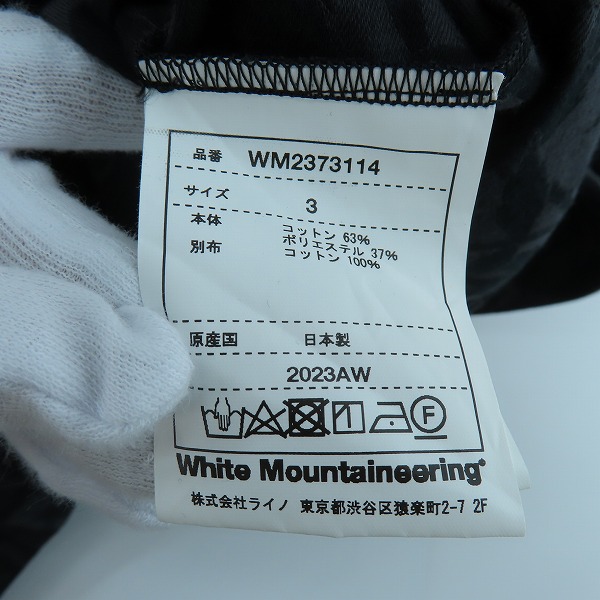 品番 WM2373114
サイズ 3
本体 コットン 63%
ポリエステル 37%
別布 コットン 100%
原産国 日本製
2023AW
F
White Mountaineering®
株式会社ライノ 東京都渋谷区猿楽町2-7 2F